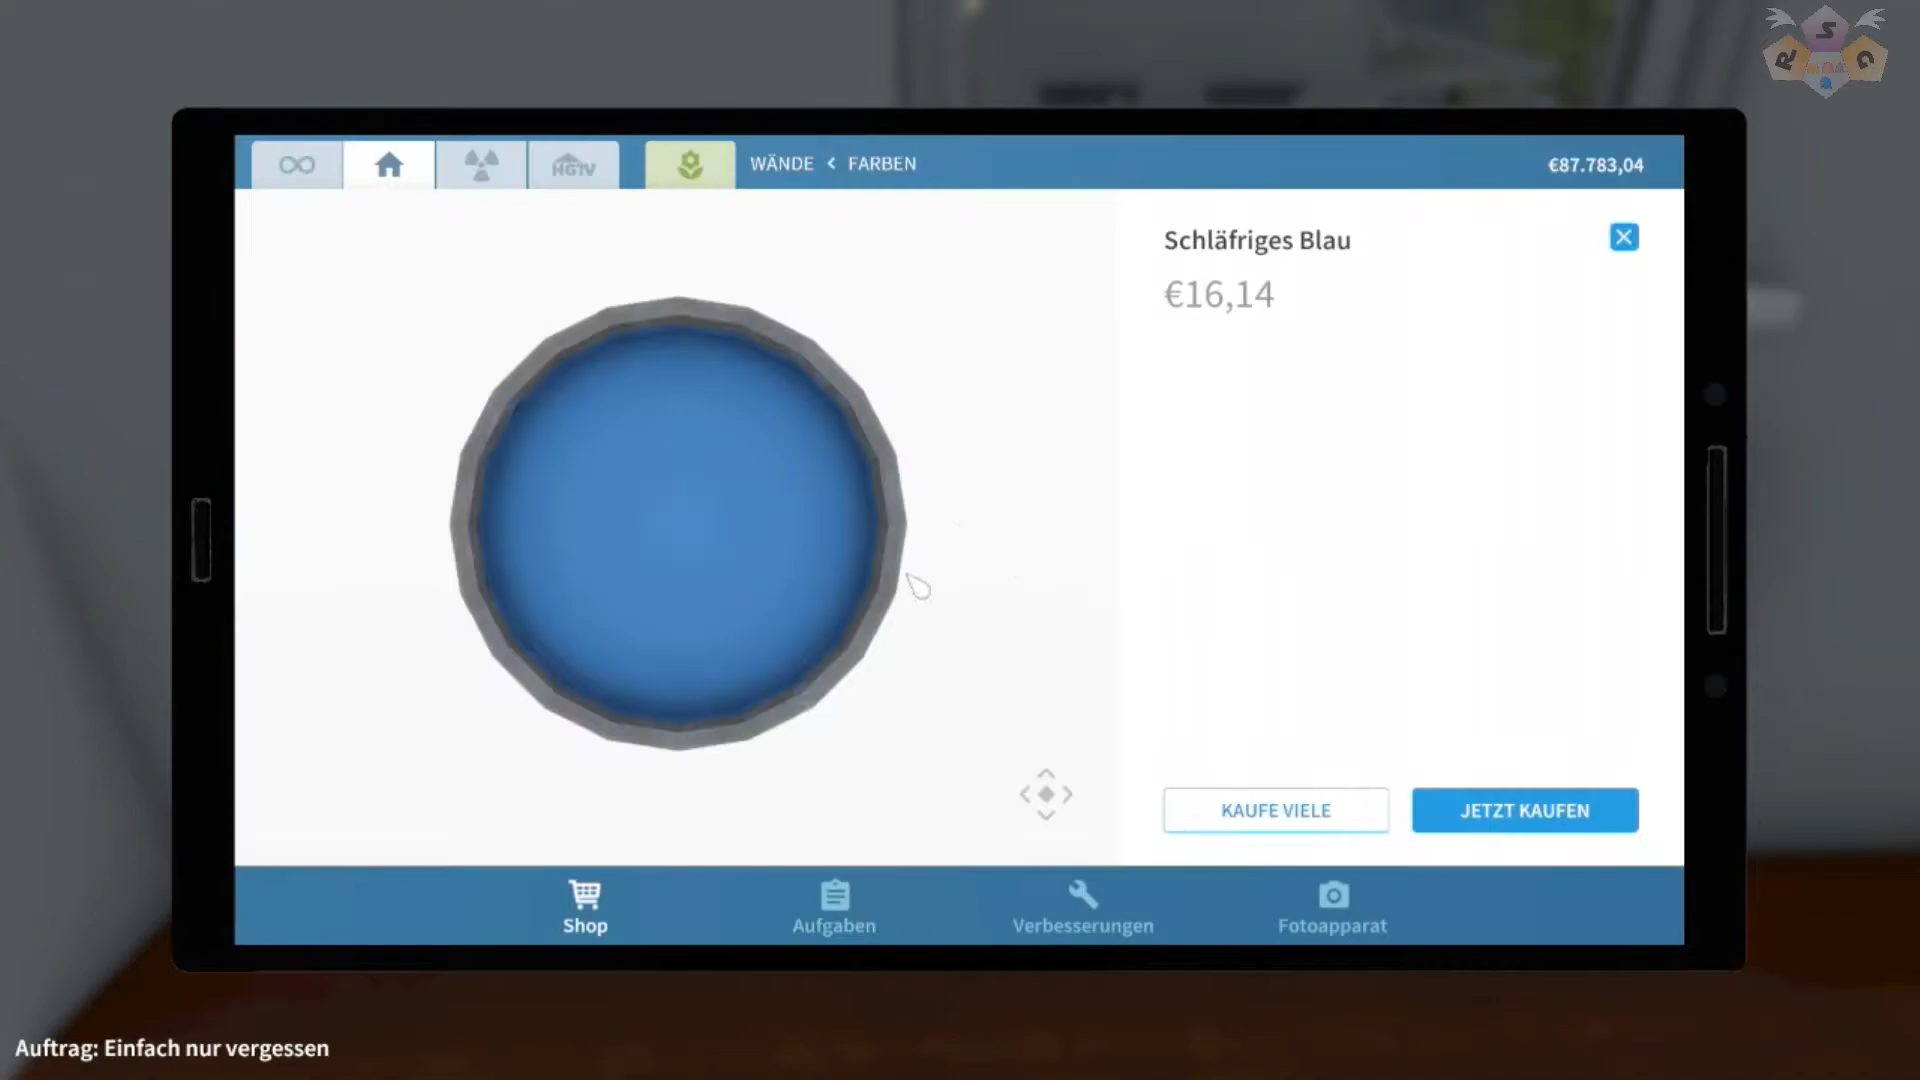 HGTV
WÄNDE < FARBEN
€87.783,04
Schläfriges Blau
€16,14
KAUFE VIELE
JETZT KAUFEN
Shop
Aufgaben
Verbesserungen
Fotoapparat
Auftrag: Einfach nur vergessen
R S G